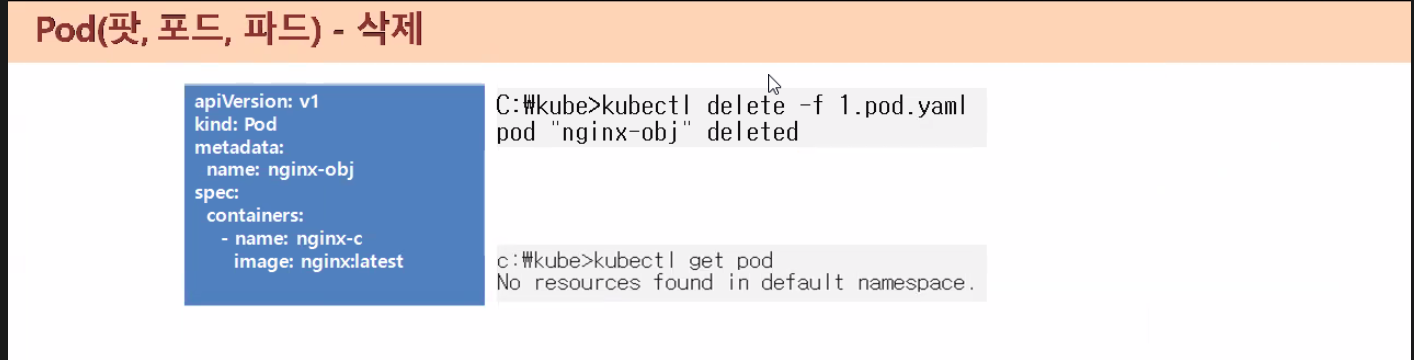 Pod(팟, 포드, 파드) - 삭제
apiVersion: v1
kind: Pod
metadata:
  name: nginx-obj
spec:
  containers:
    - name: nginx-c
      image: nginx:latest
C:₩kube>kubectl delete -f 1.pod.yaml
pod "nginx-obj" deleted
c:₩kube>kubectl get pod
No resources found in default namespace.